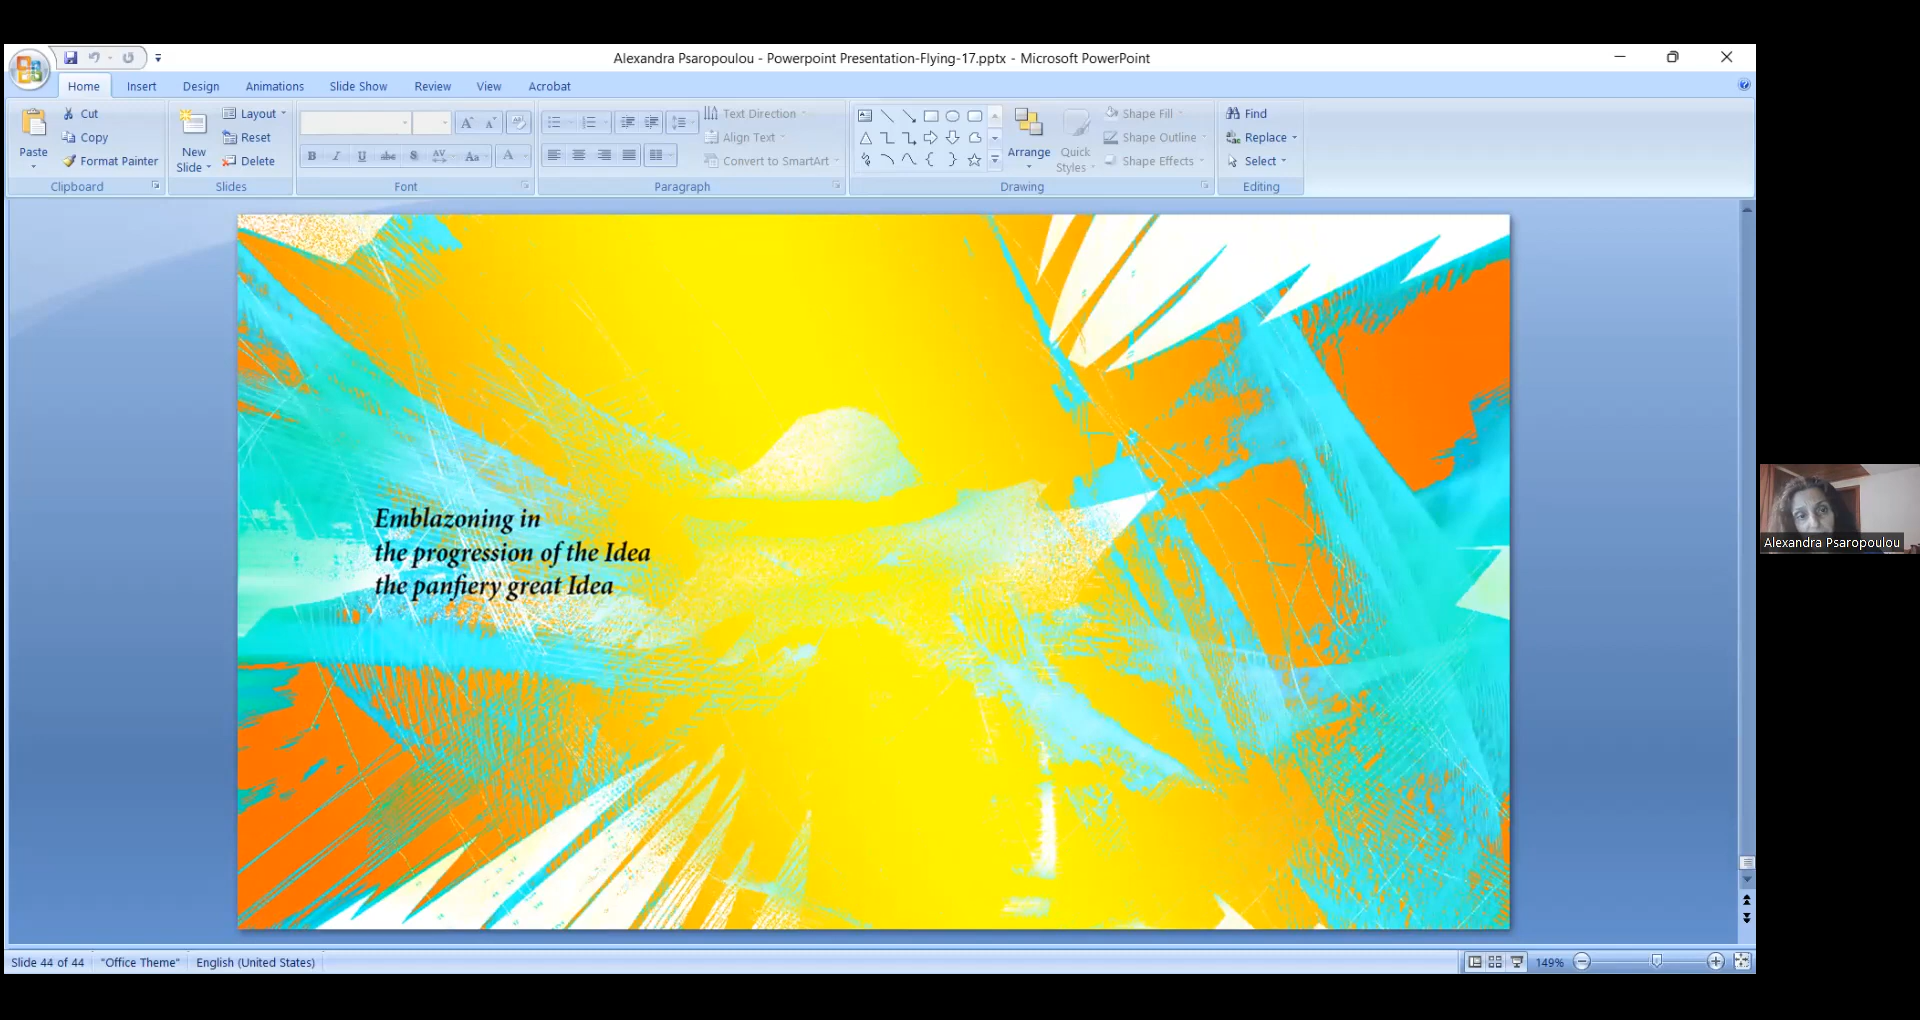 Alexandra Psaropoulou - Powerpoint Presentation-Flying-17.pptx - Microsoft PowerPoint
Home Insert Design Animations Slide Show Review View Acrobat
Paste
Cut
Copy
Format Painter
Clipboard
New
Slide
Layout
Reset
Delete
Slides
Font
Text Direction
Align Text
Convert to SmartArt
Paragraph
Arrange
Quick
Styles
Shape Fill
Shape Outline
Shape Effects
Drawing
Find
Replace
Select
Editing
Emblazoning in
the progression of the Idea
the panfiery great Idea
Alexandra Psaropoulou
Slide 44 of 44 "Office Theme" English (United States) 149%